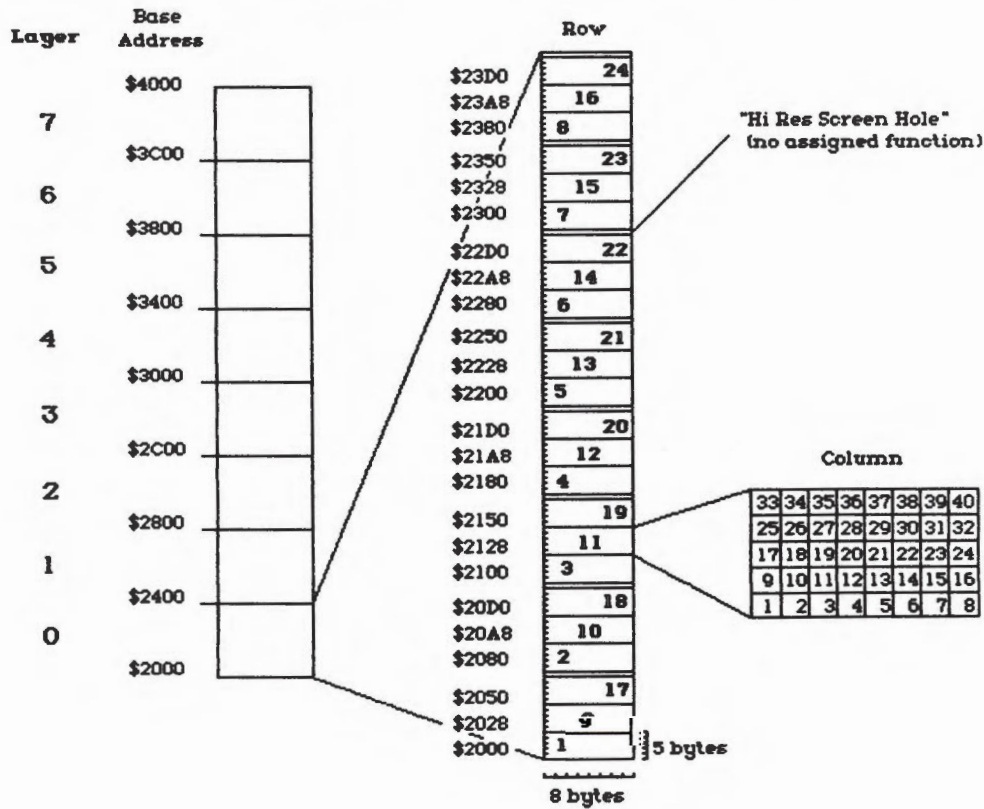 Layer
Base
Address
$4000
7
$3C00
6
$3800
5
$3400
4
$3000
3
$2C00
2
$2800
1
$2400
0
$2000
Row
$23D0 24
$23A8 16
$2380 8
$2350 23
$2328 15
$2300 7
$22D0 22
$22A8 14
$2280 6
$2250 21
$2228 13
$2200 5
$21D0 20
$21A8 12
$2180 4
$2150 19
$2128 11
$2100 3
$20D0 18
$20A8 10
$2080 2
$2050 17
$2028 9
$2000 1
5 bytes
8 bytes
"Hi Res Screen Hole"
(no assigned function)
Column
33 34 35 36 37 38 39 40
25 26 27 28 29 30 31 32
17 18 19 20 21 22 23 24
9 10 11 12 13 14 15 16
1 2 3 4 5 6 7 8